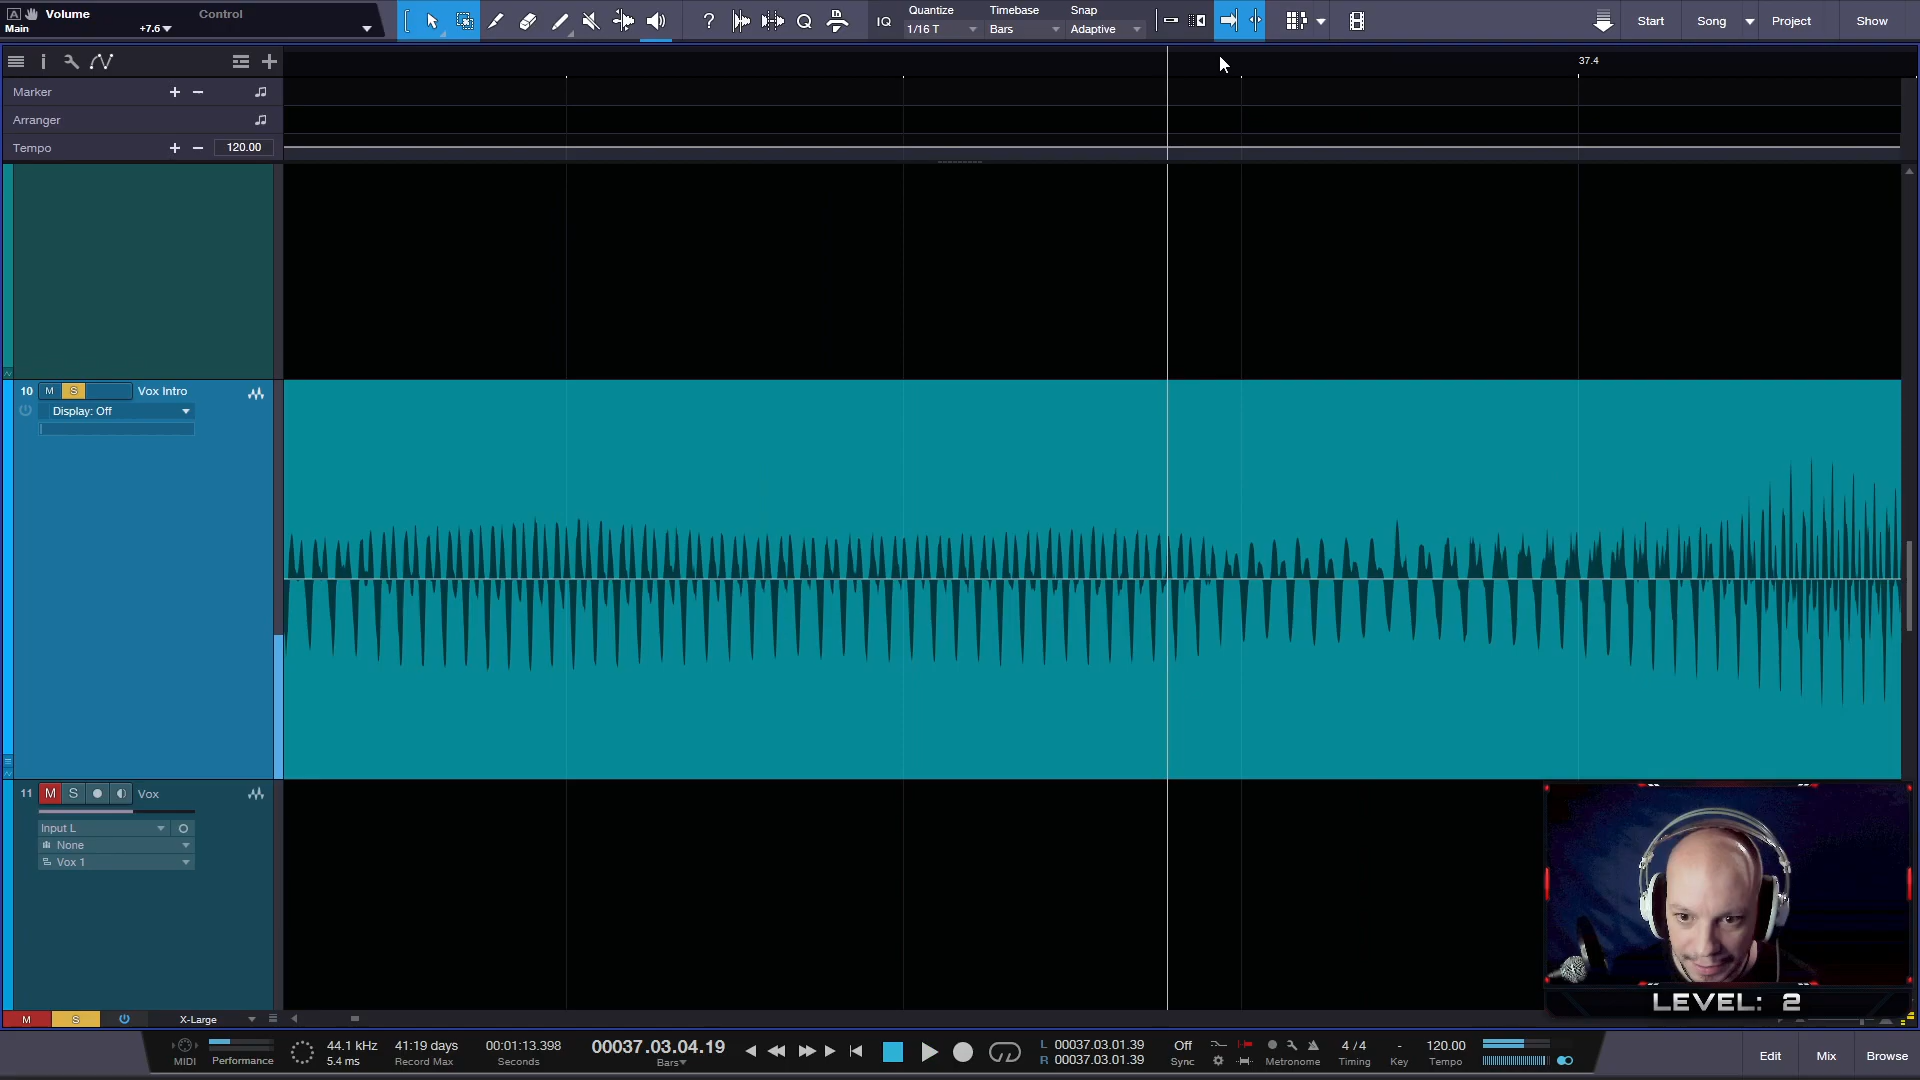 Volume
Control
Main
+7.6
IQ
Quantize
1/16 T
Timebase
Bars
Snap
Adaptive
Start
Song
Project
Show
37.4
Marker
Arranger
Tempo
120.00
10
M
S
Vox Intro
Display: Off
11
M
S
Vox
Input L
None
Vox 1
M
S
X-Large
LEVEL: 2
MIDI
Performance
44.1 kHz
5.4 ms
41:19 days
Record Max
00:01:13.398
Seconds
00037.03.04.19
Bars
L 00037.03.01.39
R 00037.03.01.39
Off
Sync
Metronome
4 / 4
Timing
-
Key
120.00
Tempo
Edit
Mix
Browse